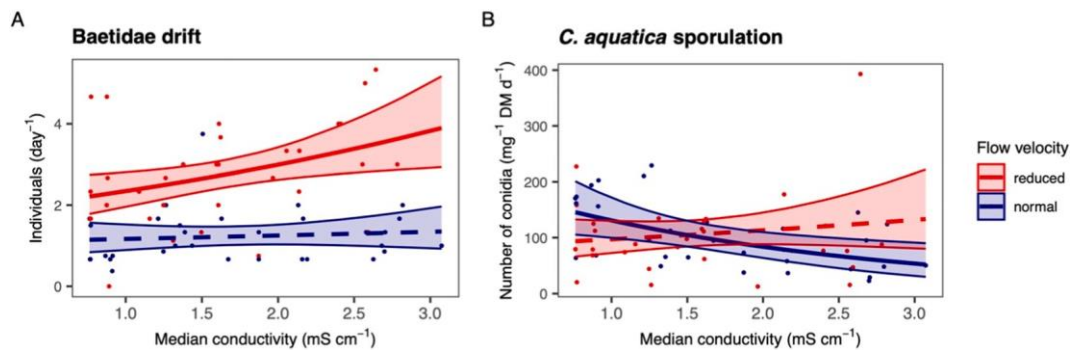 A
Baetidae drift
Individuals (day⁻¹)
4
2
0
1.0 1.5 2.0 2.5 3.0
Median conductivity (mS cm⁻¹)
B
C. aquatica sporulation
Number of conidia (mg⁻¹ DM d⁻¹)
400
300
200
100
0
1.0 1.5 2.0 2.5 3.0
Median conductivity (mS cm⁻¹)
Flow velocity
reduced
normal